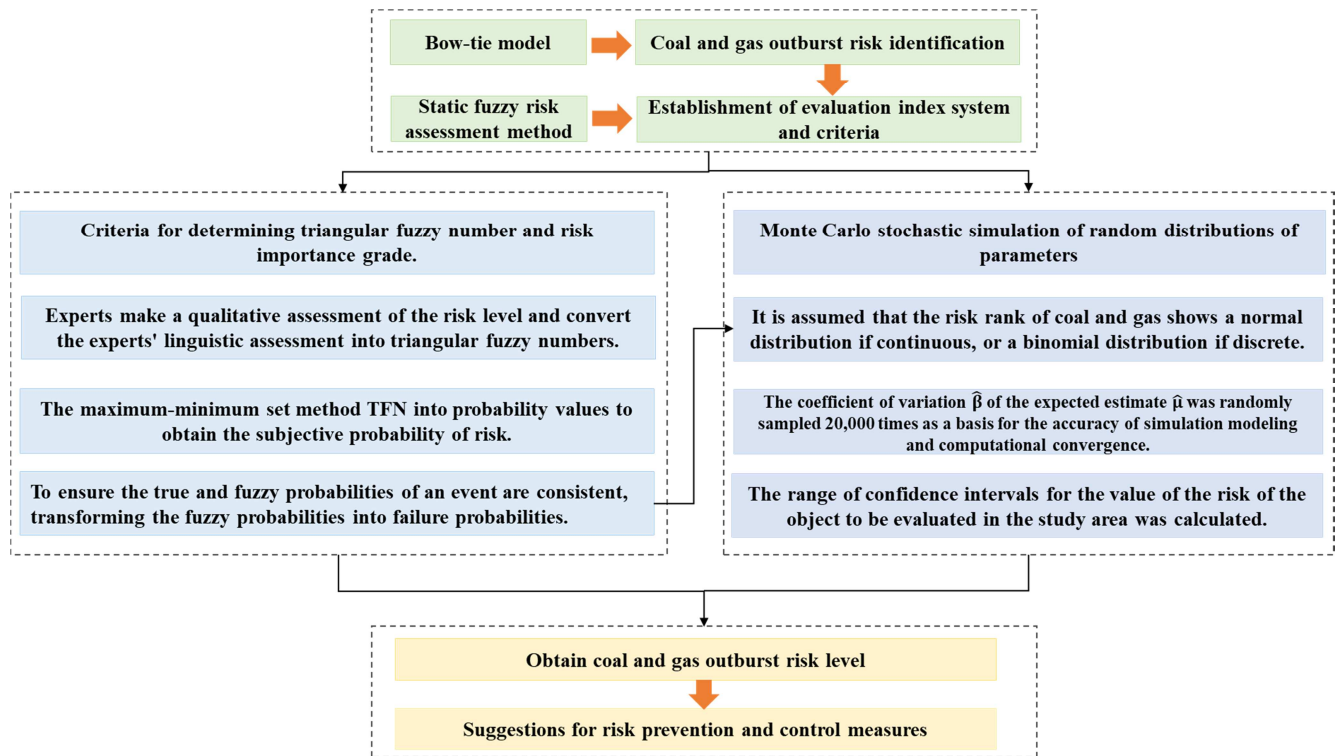 Bow-tie model
Coal and gas outburst risk identification
Static fuzzy risk
assessment method
Establishment of evaluation index system
and criteria
Criteria for determining triangular fuzzy number and risk
importance grade.
Experts make a qualitative assessment of the risk level and convert
the experts' linguistic assessment into triangular fuzzy numbers.
The maximum-minimum set method TFN into probability values to
obtain the subjective probability of risk.
To ensure the true and fuzzy probabilities of an event are consistent,
transforming the fuzzy probabilities into failure probabilities.
Monte Carlo stochastic simulation of random distributions of
parameters
It is assumed that the risk rank of coal and gas shows a normal
distribution if continuous, or a binomial distribution if discrete.
The coefficient of variation β̂ of the expected estimate μ̂ was randomly
sampled 20,000 times as a basis for the accuracy of simulation modeling
and computational convergence.
The range of confidence intervals for the value of the risk of the
object to be evaluated in the study area was calculated.
Obtain coal and gas outburst risk level
Suggestions for risk prevention and control measures